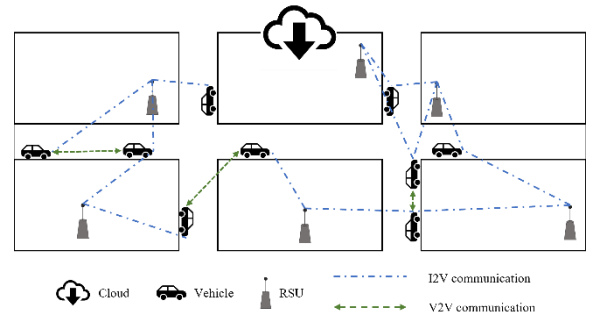 Cloud
Vehicle
RSU
I2V communication
V2V communication